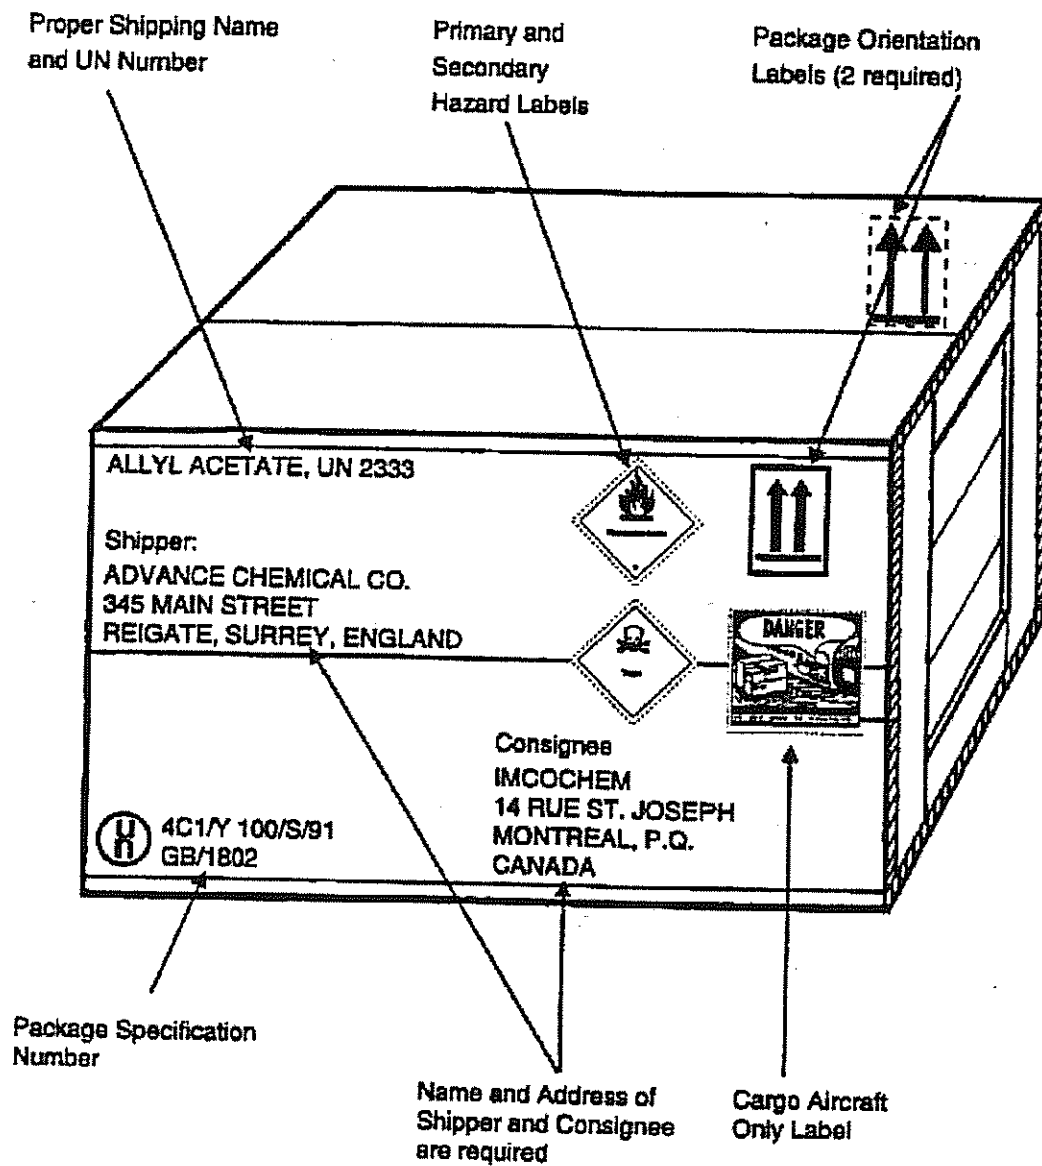 Proper Shipping Name
and UN Number
Primary and
Secondary
Hazard Labels
Package Orientation
Labels (2 required)
ALLYL ACETATE, UN 2333
Shipper:
ADVANCE CHEMICAL CO.
345 MAIN STREET
REIGATE, SURREY, ENGLAND
DANGER
Consignee
IMCOCHEM
14 RUE ST. JOSEPH
MONTREAL, P.Q.
CANADA
un
4C1/Y 100/S/91
GB/1802
Package Specification
Number
Name and Address of
Shipper and Consignee
are required
Cargo Aircraft
Only Label